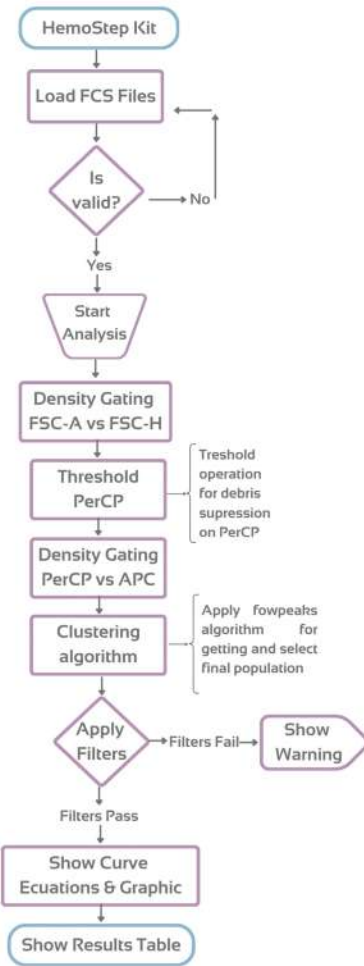 HemoStep Kit
Load FCS Files
Is
valid?
No
Yes
Start
Analysis
Density Gating
FSC-A vs FSC-H
Threshold
PerCP
Treshold
operation
for debris
supression
on PerCP
Density Gating
PerCP vs APC
Clustering
algorithm
Apply fowpeaks
algorithm for
getting and select
final population
Apply
Filters
Filters Fail
Show
Warning
Filters Pass
Show Curve
Ecuations & Graphic
Show Results Table